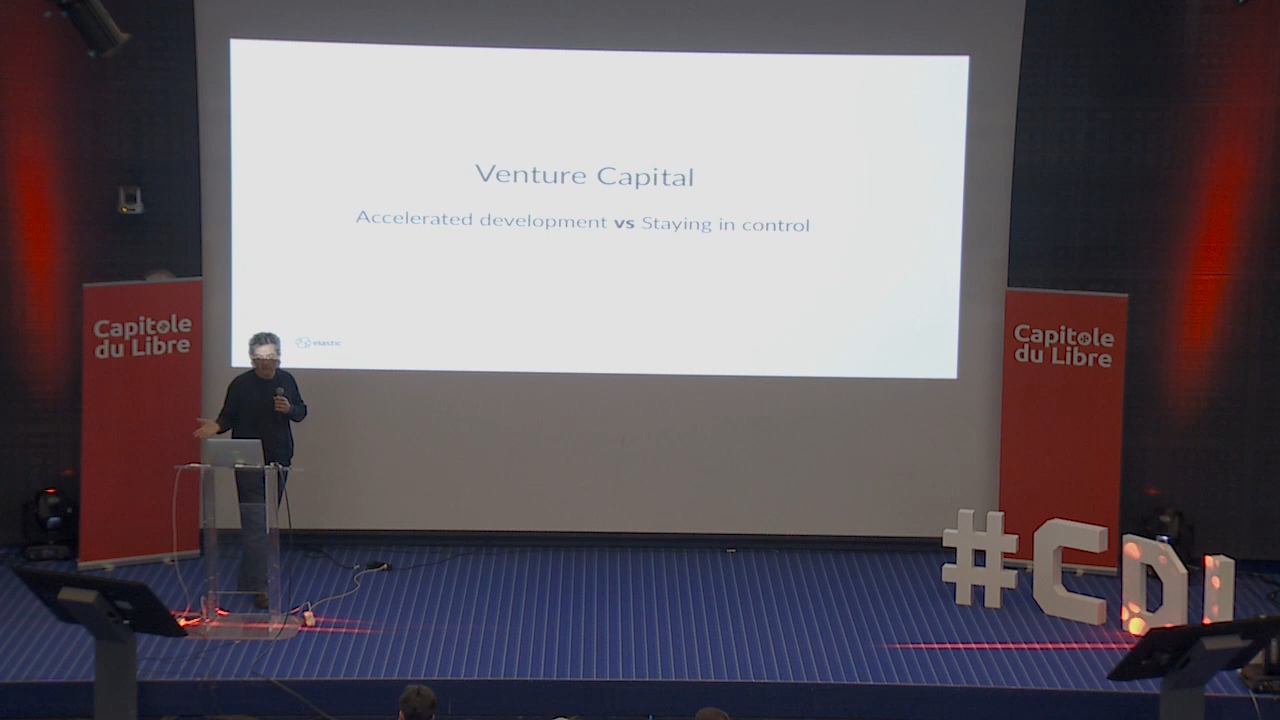 Venture Capital
Accelerated development vs Staying in control
elastic
Capitole
du Libre
Capitole
du Libre
#CDL